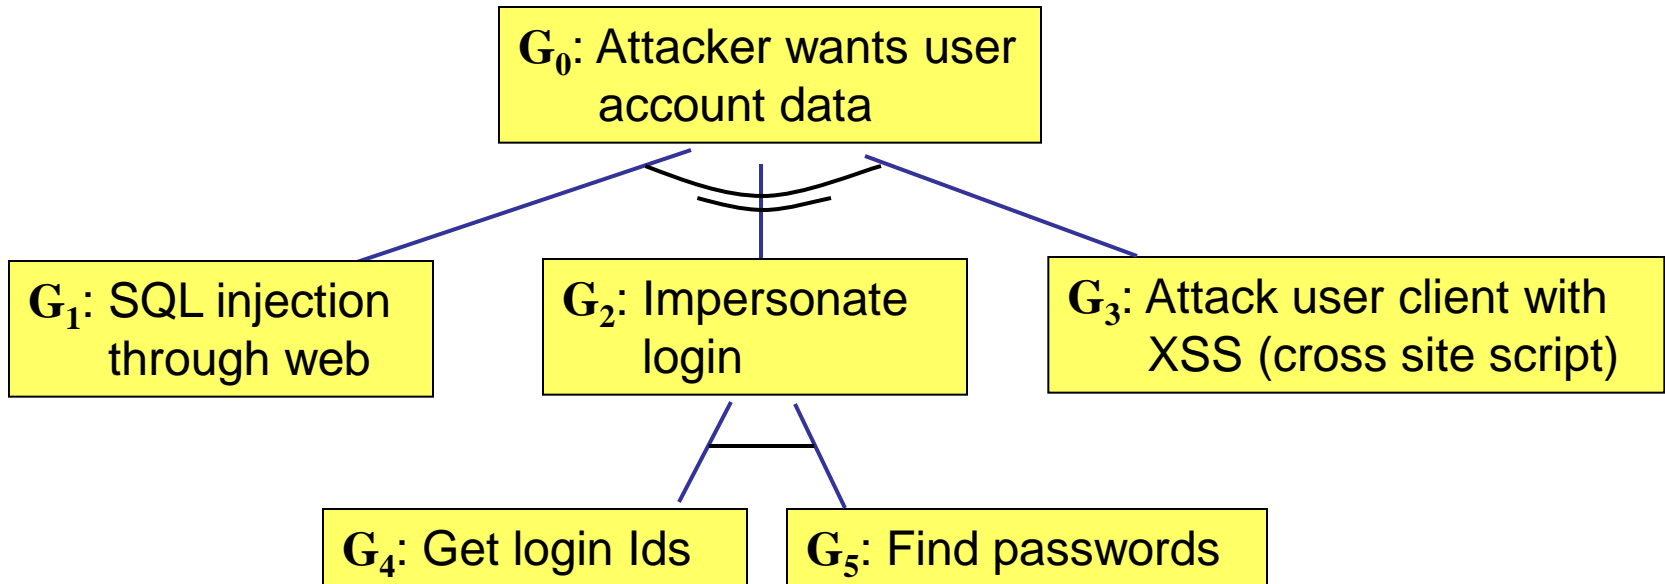 G₀: Attacker wants user
account data
G₁: SQL injection
through web
G₂: Impersonate
login
G₃: Attack user client with
XSS (cross site script)
G₄: Get login Ids
G₅: Find passwords